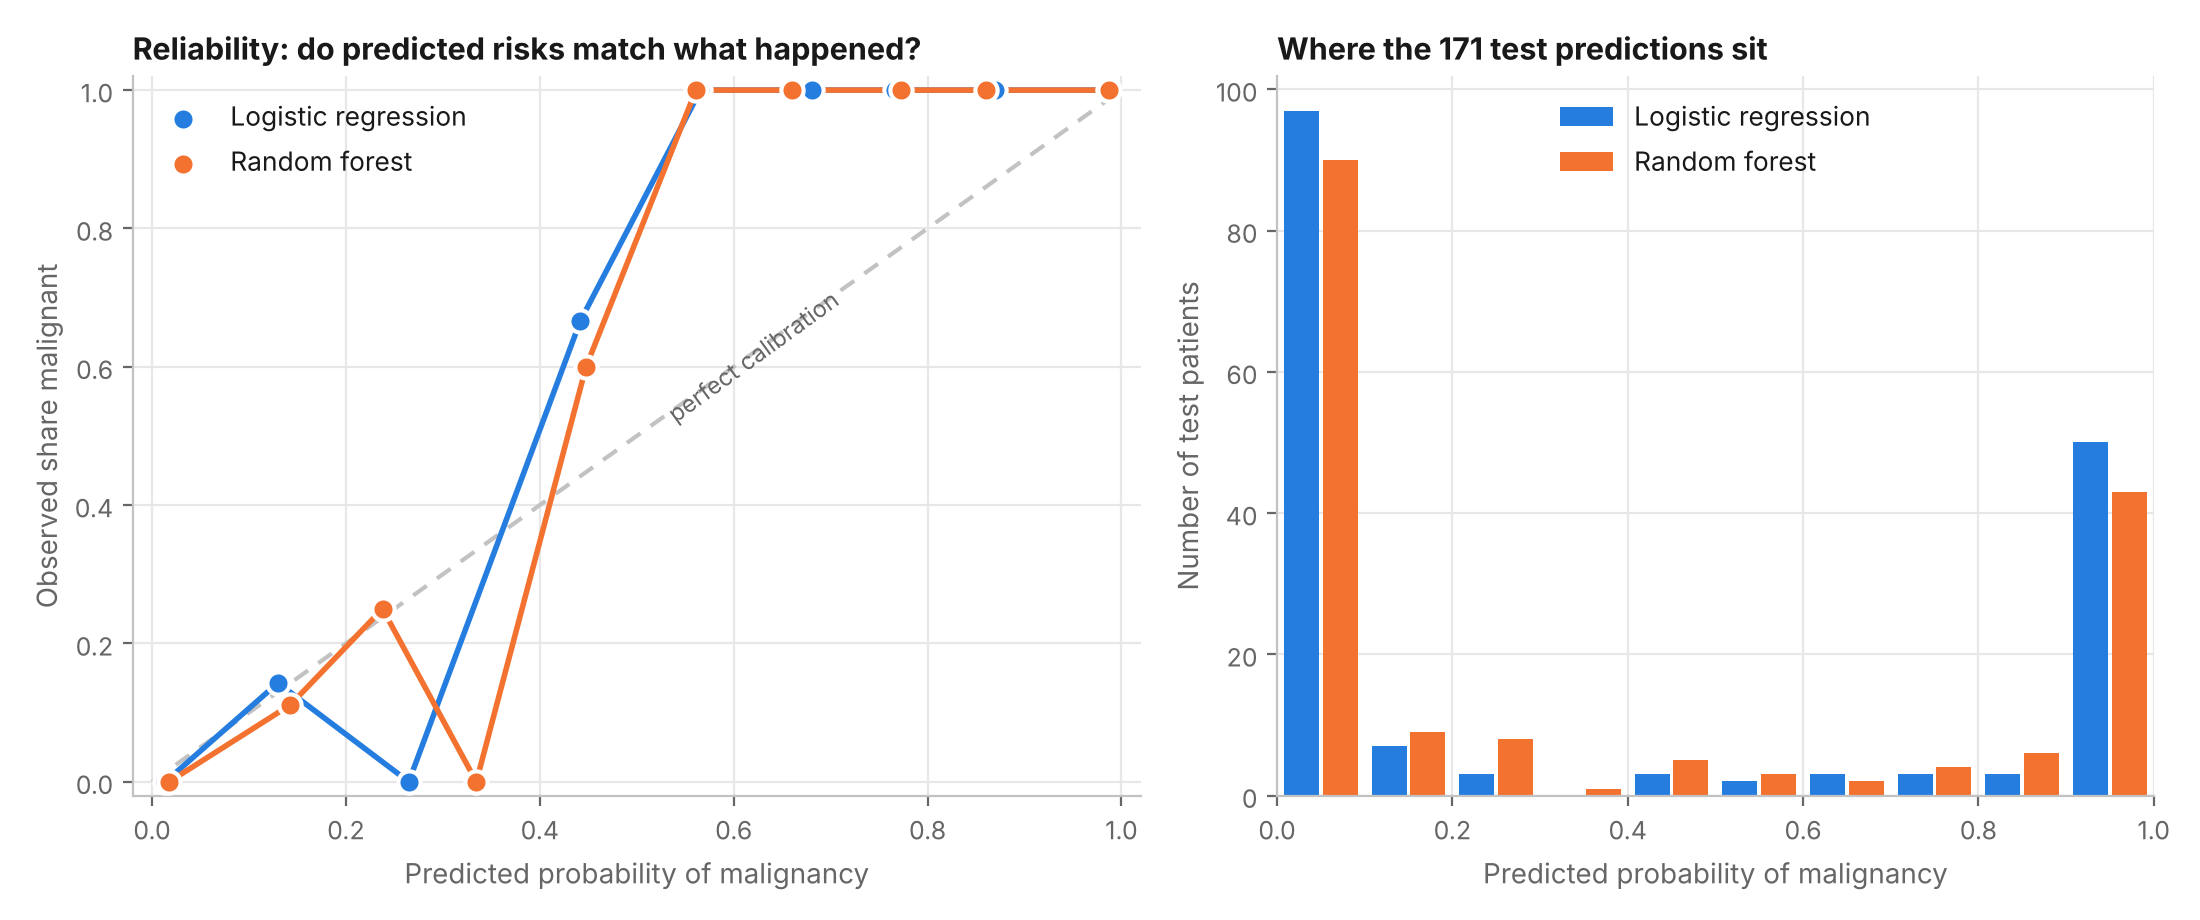 Reliability: do predicted risks match what happened?
Observed share malignant
1.0
0.8
0.6
0.4
0.2
0.0
Logistic regression
Random forest
perfect calibration
0.0 0.2 0.4 0.6 0.8 1.0
Predicted probability of malignancy
Where the 171 test predictions sit
Number of test patients
100
80
60
40
20
0
Logistic regression
Random forest
0.0 0.2 0.4 0.6 0.8 1.0
Predicted probability of malignancy